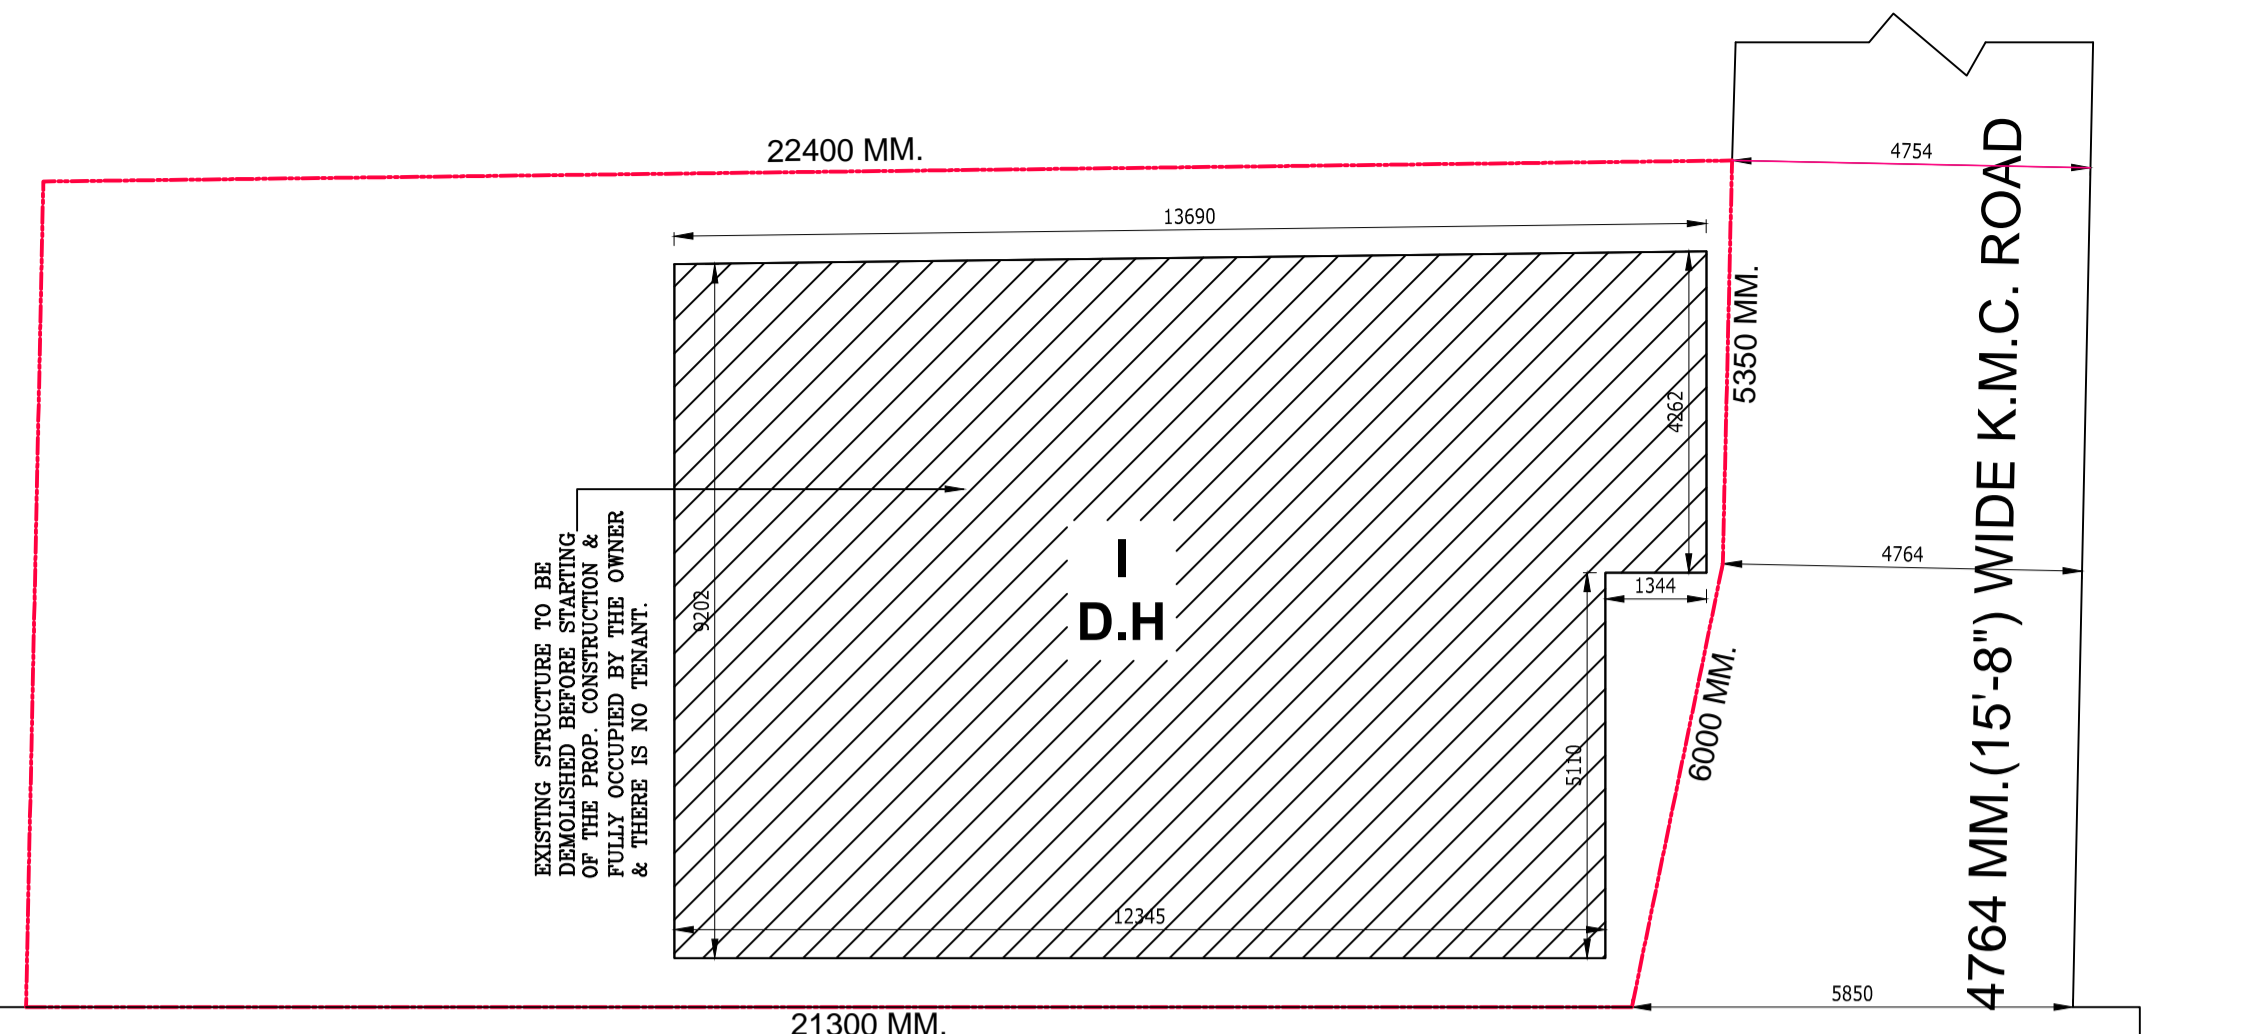 22400 MM.
4754
13690
5350 MM.
4262
4764
1344
I
D.H
9202
EXISTING STRUCTURE TO BE
DEMOLISHED BEFORE STARTING
OF THE PROP. CONSTRUCTION &
FULLY OCCUPIED BY THE OWNER
& THERE IS NO TENANT.
6000 MM.
5110
12345
4764 MM.(15'-8") WIDE K.M.C. ROAD
5850
21300 MM.